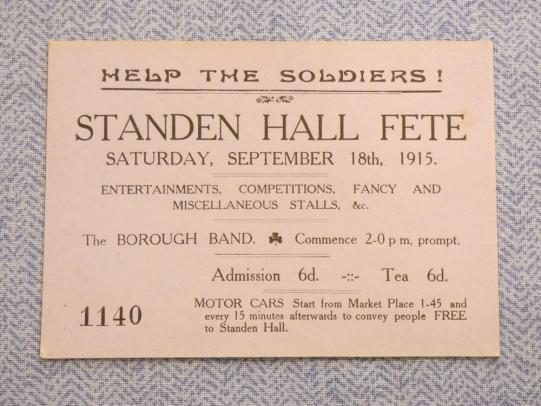 HELP THE SOLDIERS!
STANDEN HALL FETE
SATURDAY, SEPTEMBER 18th, 1915.
ENTERTAINMENTS, COMPETITIONS, FANCY AND
MISCELLANEOUS STALLS, &c.
The BOROUGH BAND. ☘ Commence 2-0 p m, prompt.
Admission 6d. -::- Tea 6d.
1140
MOTOR CARS Start from Market Place 1-45 and
every 15 minutes afterwards to convey people FREE
to Standen Hall.